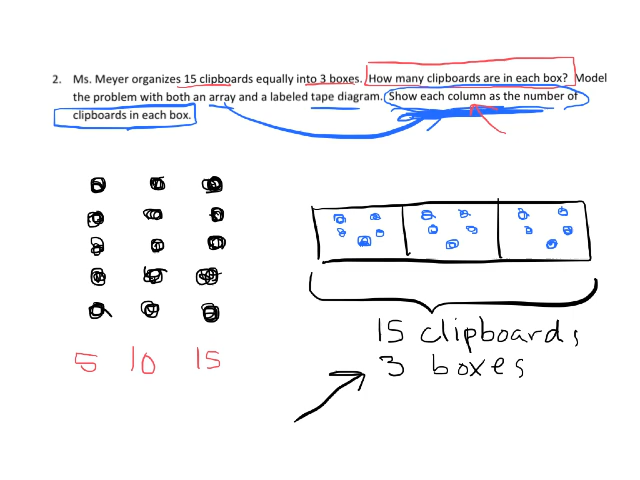 2. Ms. Meyer organizes 15 clipboards equally into 3 boxes. How many clipboards are in each box? Model
the problem with both an array and a labeled tape diagram. Show each column as the number of
clipboards in each box.
5 10 15
15 clipboards
3 boxes